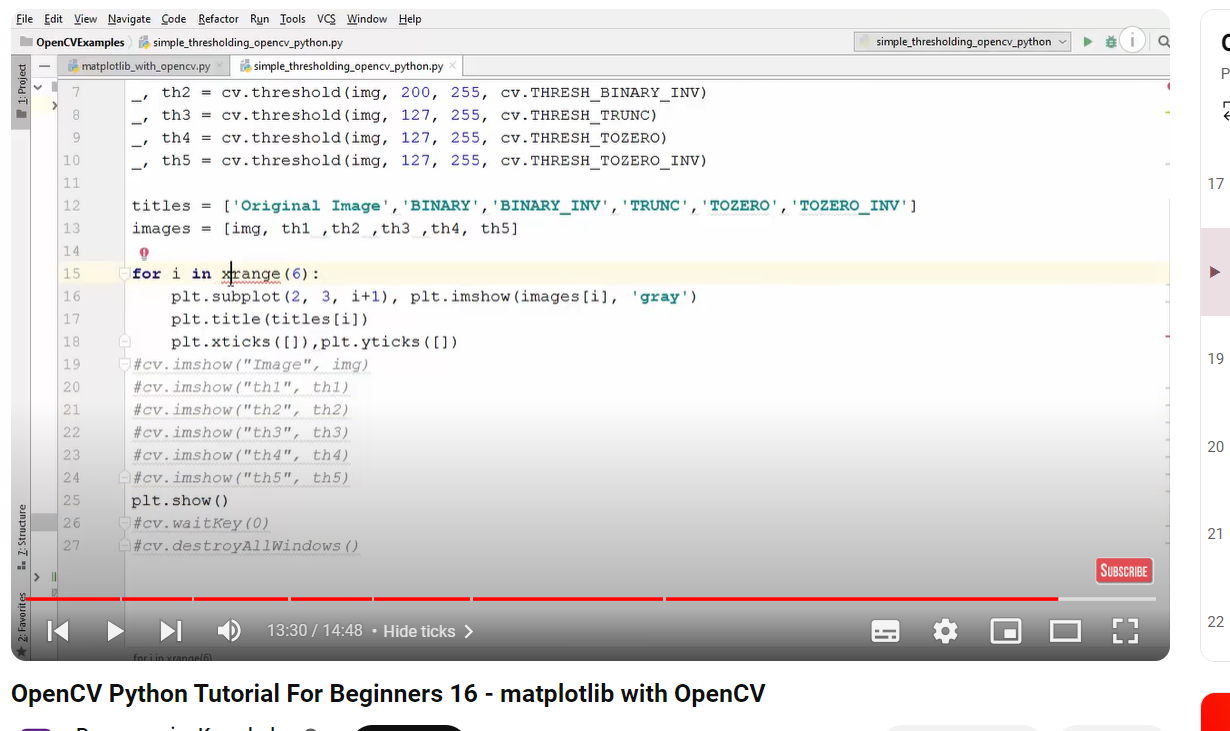 File Edit View Navigate Code Refactor Run Tools VCS Window Help
OpenCVExamples simple_thresholding_opencv_python.py simple_thresholding_opencv_python
1: Project
matplotlib_with_opencv.py simple_thresholding_opencv_python.py
7 _, th2 = cv.threshold(img, 200, 255, cv.THRESH_BINARY_INV)
8 _, th3 = cv.threshold(img, 127, 255, cv.THRESH_TRUNC)
9 _, th4 = cv.threshold(img, 127, 255, cv.THRESH_TOZERO)
10 _, th5 = cv.threshold(img, 127, 255, cv.THRESH_TOZERO_INV)
11
12 titles = ['Original Image','BINARY','BINARY_INV','TRUNC','TOZERO','TOZERO_INV']
13 images = [img, th1 ,th2 ,th3 ,th4, th5]
14
15 for i in xrange(6):
16 plt.subplot(2, 3, i+1), plt.imshow(images[i], 'gray')
17 plt.title(titles[i])
18 plt.xticks([]),plt.yticks([])
19 #cv.imshow("Image", img)
20 #cv.imshow("th1", th1)
21 #cv.imshow("th2", th2)
22 #cv.imshow("th3", th3)
23 #cv.imshow("th4", th4)
24 #cv.imshow("th5", th5)
25 plt.show()
26 #cv.waitKey(0)
27 #cv.destroyAllWindows()
7: Structure
2: Favorites
SUBSCRIBE
13:30 / 14:48 • Hide ticks
for i in xrange(6)
OpenCV Python Tutorial For Beginners 16 - matplotlib with OpenCV
17
19
20
21
22